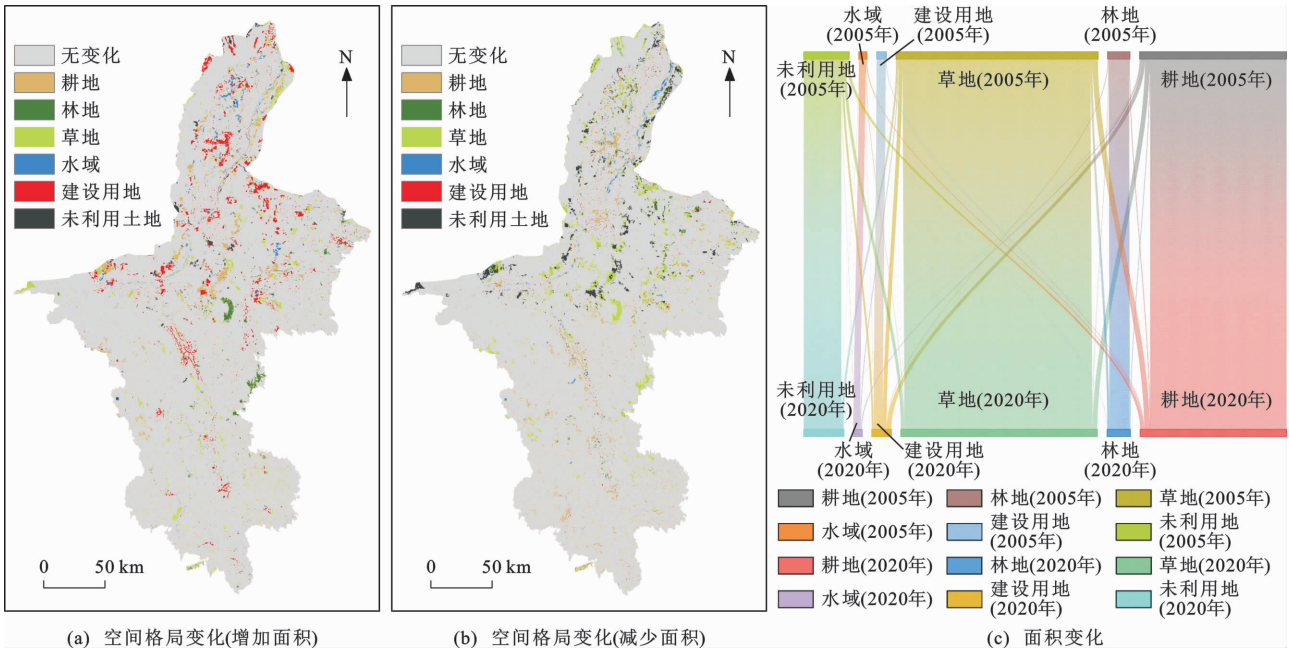 N
无变化
耕地
林地
草地
水域
建设用地
未利用土地
0 50 km
(a) 空间格局变化(增加面积)
N
无变化
耕地
林地
草地
水域
建设用地
未利用土地
0 50 km
(b) 空间格局变化(减少面积)
水域
(2005年)
建设用地
(2005年)
林地
(2005年)
未利用地
(2005年)
草地(2005年)
耕地(2005年)
未利用地
(2020年)
草地(2020年)
耕地(2020年)
水域
(2020年)
建设用地
(2020年)
林地
(2020年)
耕地(2005年)
林地(2005年)
草地(2005年)
水域(2005年)
建设用地
(2005年)
未利用地
(2005年)
耕地(2020年)
林地(2020年)
草地(2020年)
水域(2020年)
建设用地
(2020年)
未利用地
(2020年)
(c) 面积变化